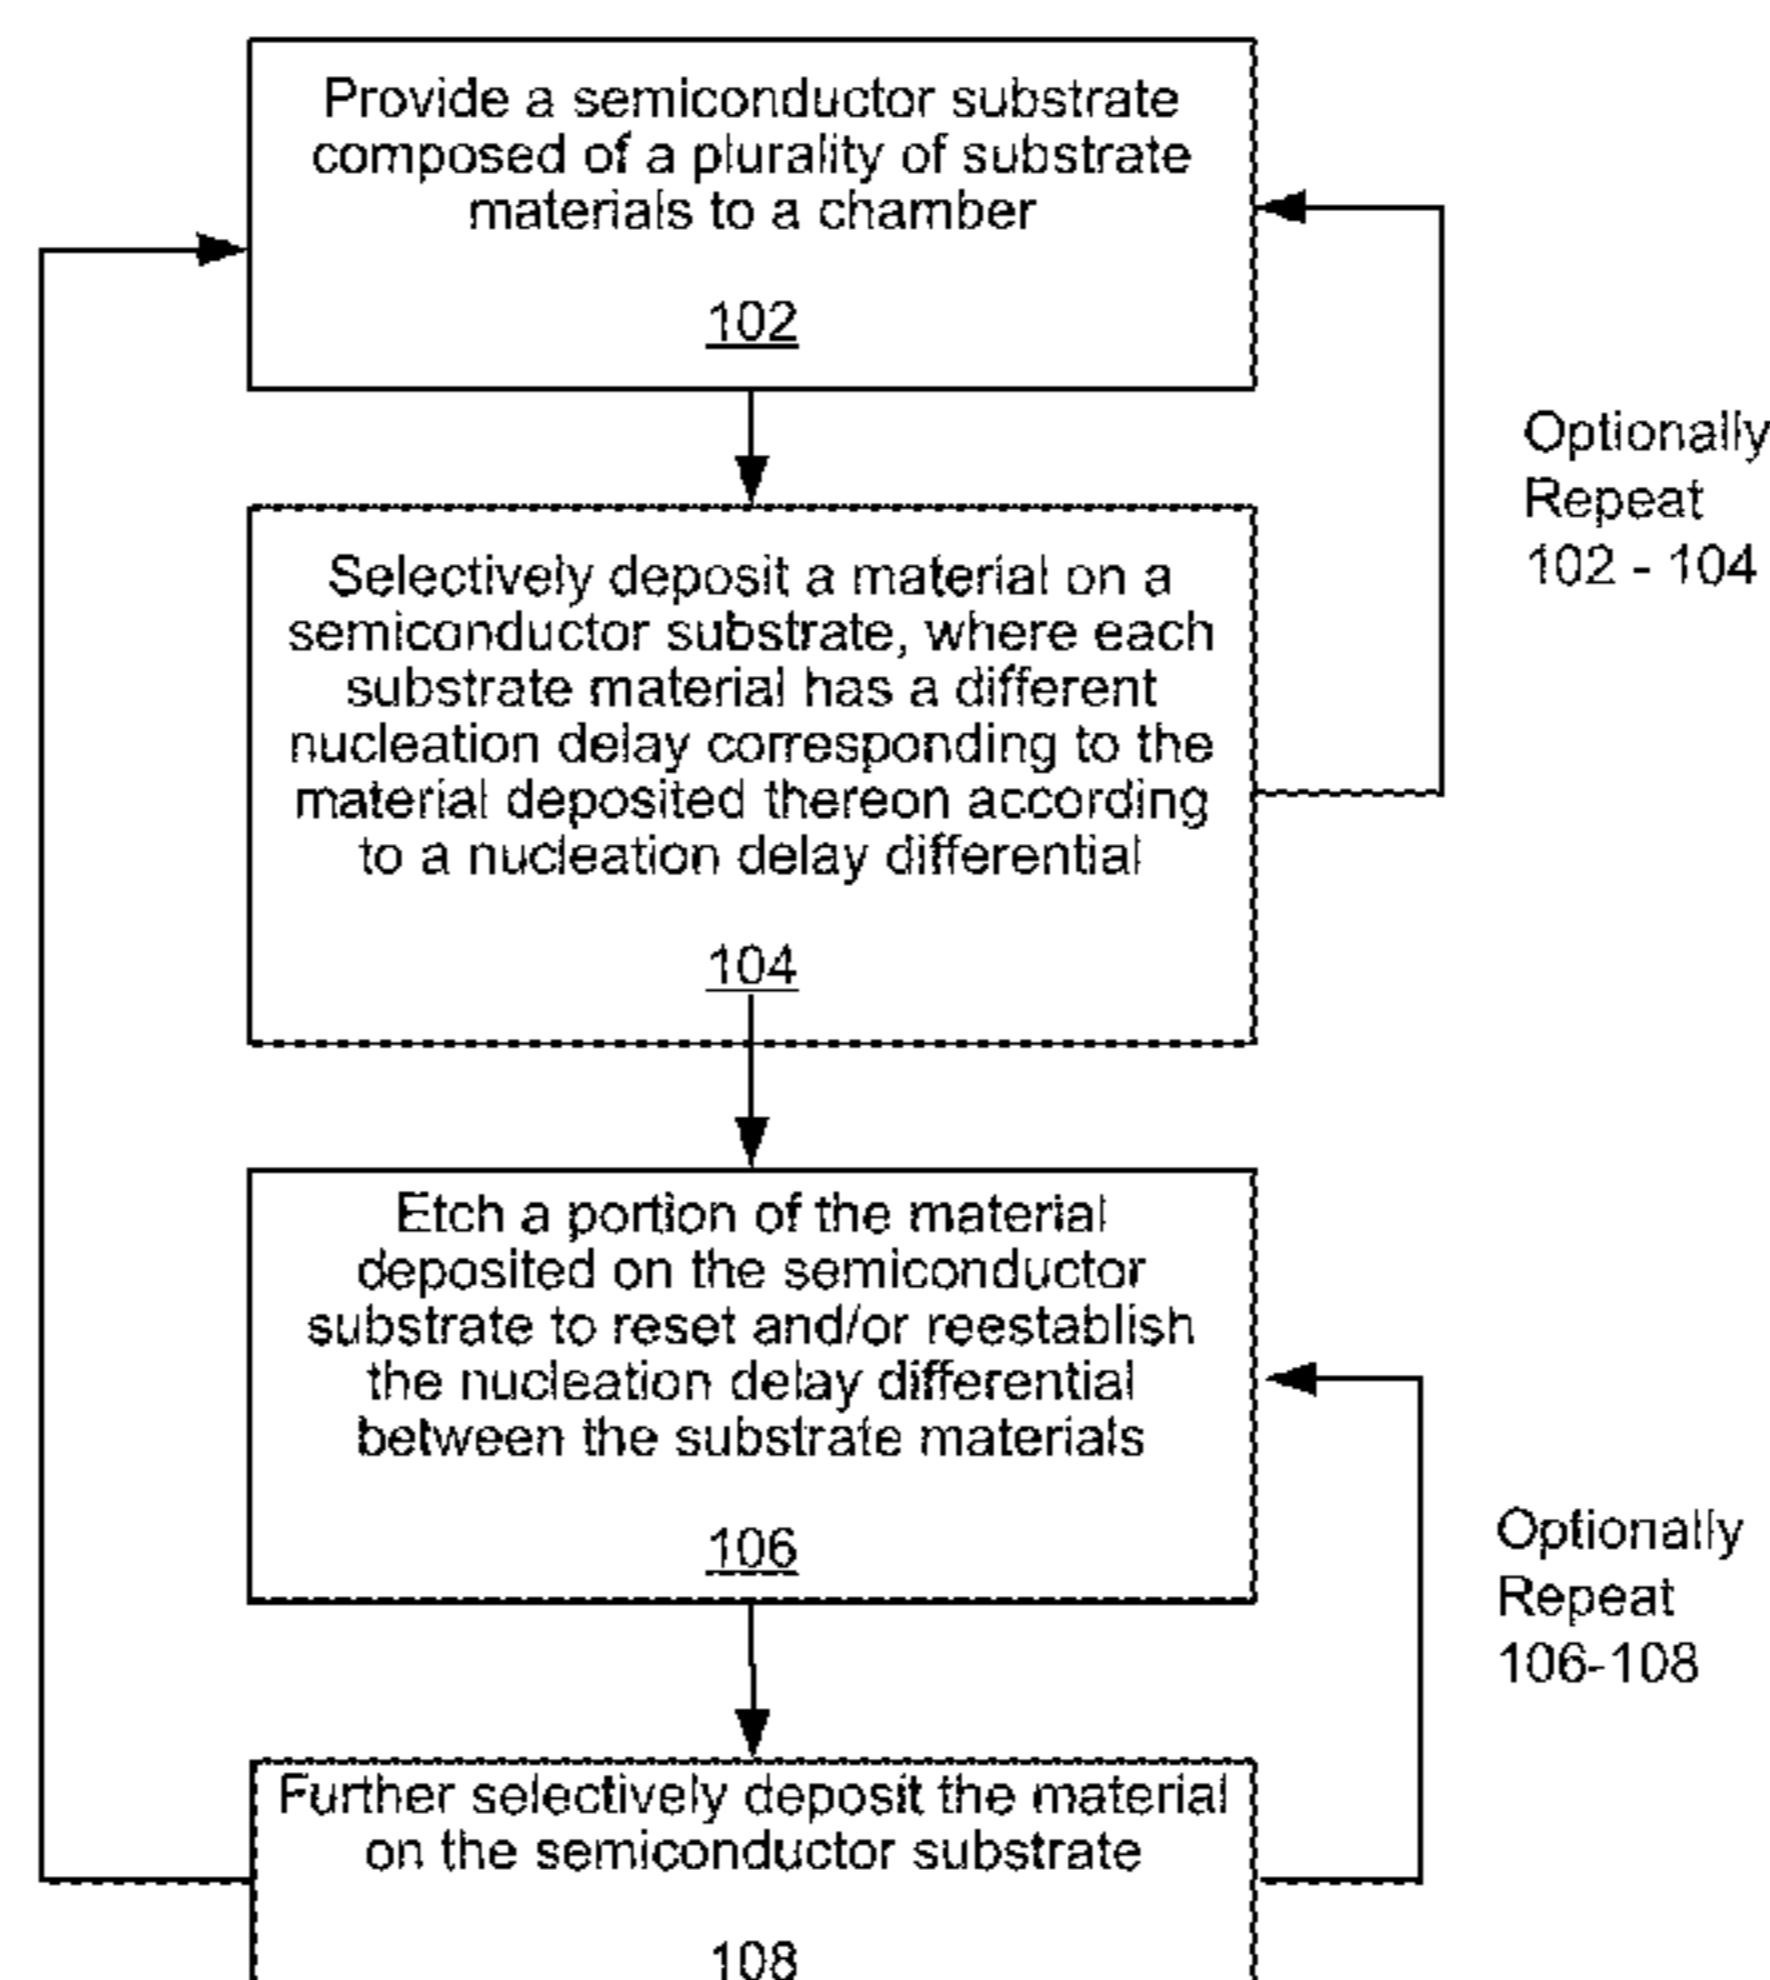 Provide a semiconductor substrate
composed of a plurality of substrate
materials to a chamber
102
Optionally
Repeat
102 - 104
Selectively deposit a material on a
semiconductor substrate, where each
substrate material has a different
nucleation delay corresponding to the
material deposited thereon according
to a nucleation delay differential
104
Etch a portion of the material
deposited on the semiconductor
substrate to reset and/or reestablish
the nucleation delay differential
between the substrate materials
106
Optionally
Repeat
106-108
Further selectively deposit the material
on the semiconductor substrate
108